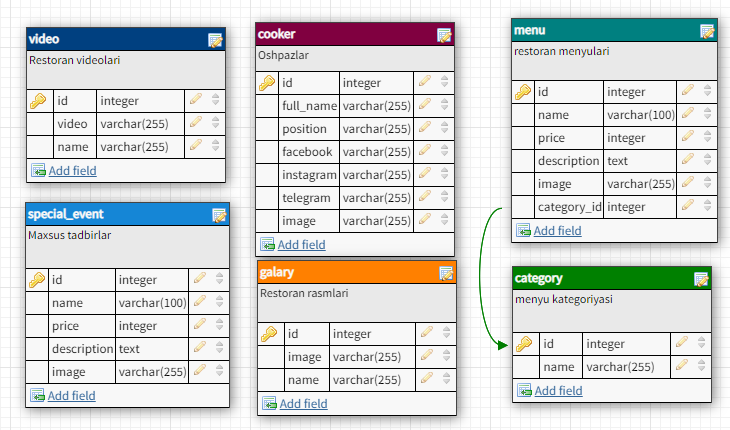 video
Restoran videolari
id integer
video varchar(255)
name varchar(255)
Add field
special_event
Maxsus tadbirlar
id integer
name varchar(100)
price integer
description text
image varchar(255)
Add field
cooker
Oshpazlar
id integer
full_name varchar(255)
position varchar(255)
facebook varchar(255)
instagram varchar(255)
telegram varchar(255)
image varchar(255)
Add field
galary
Restoran rasmlari
id integer
image varchar(255)
name varchar(255)
Add field
menu
restoran menyulari
id integer
name varchar(100)
price integer
description text
image varchar(255)
category_id integer
Add field
category
menyu kategoriyasi
id integer
name varchar(255)
Add field